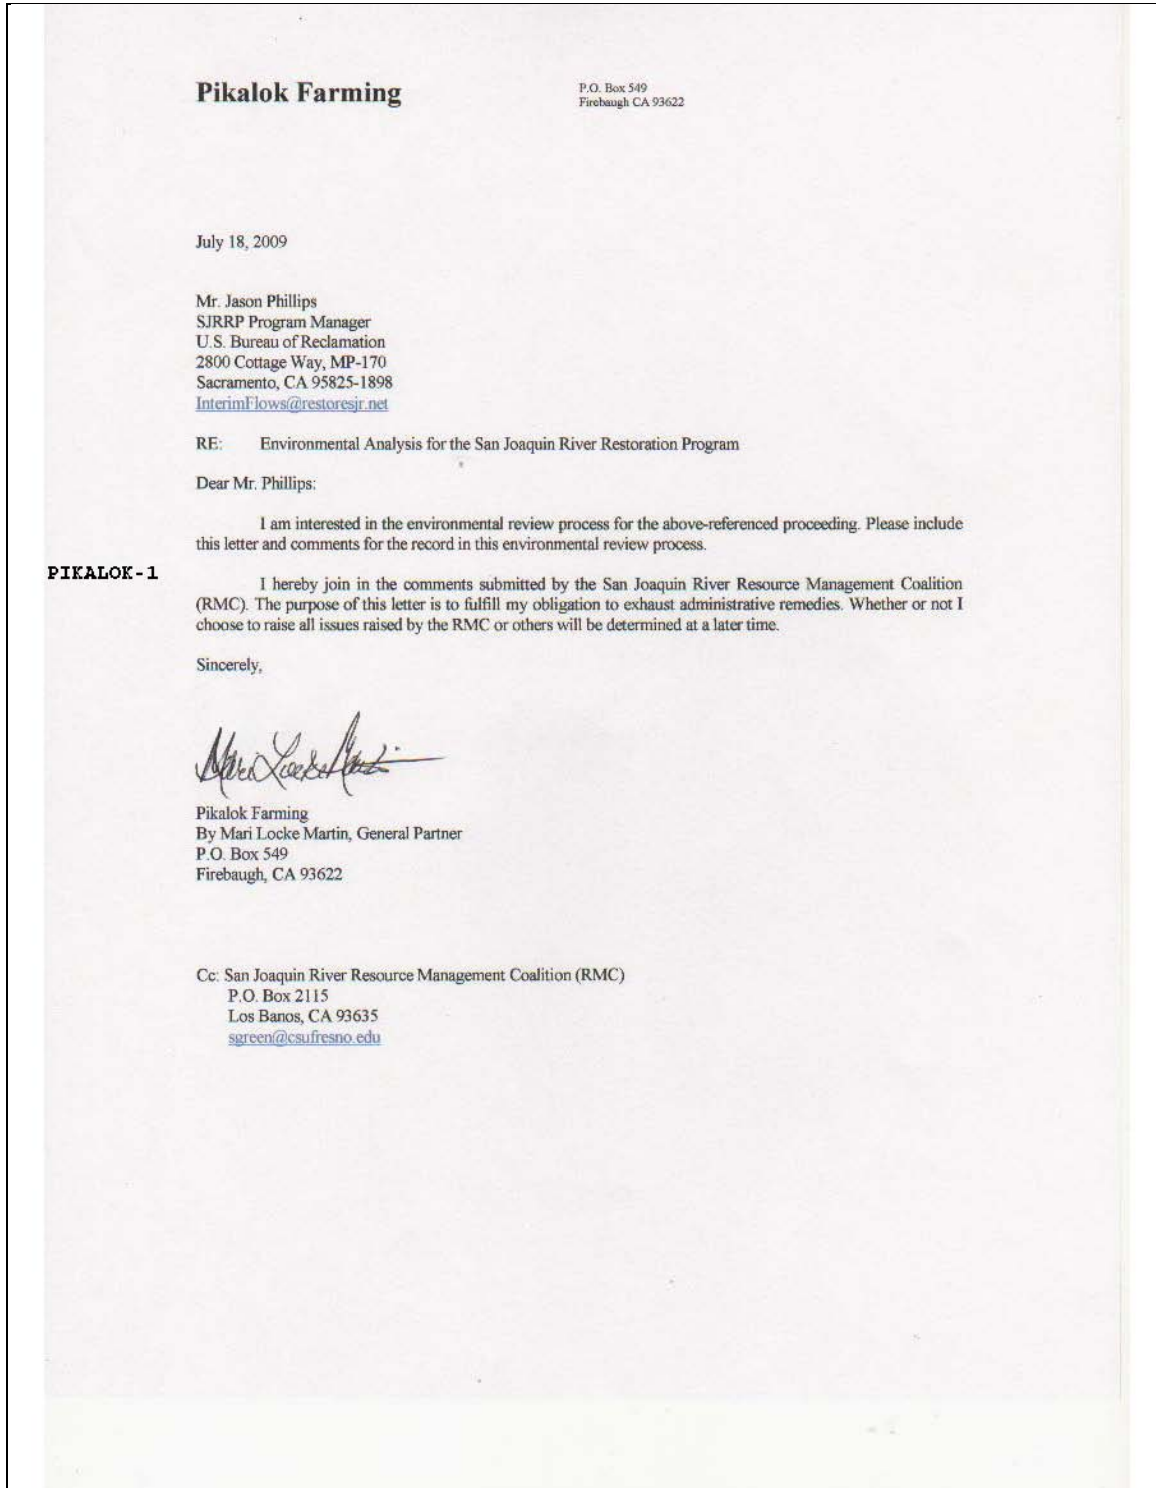 Pikalok Farming
P.O. Box 549
Firebaugh CA 93622
July 18, 2009
Mr. Jason Phillips
SJRRP Program Manager
U.S. Bureau of Reclamation
2800 Cottage Way, MP-170
Sacramento, CA 95825-1898
InterimFlows@restoresjr.net
RE: Environmental Analysis for the San Joaquin River Restoration Program
Dear Mr. Phillips:
I am interested in the environmental review process for the above-referenced proceeding. Please include
this letter and comments for the record in this environmental review process.
PIKALOK-1
I hereby join in the comments submitted by the San Joaquin River Resource Management Coalition
(RMC). The purpose of this letter is to fulfill my obligation to exhaust administrative remedies. Whether or not I
choose to raise all issues raised by the RMC or others will be determined at a later time.
Sincerely,
Mari Locke Martin
Pikalok Farming
By Mari Locke Martin, General Partner
P.O. Box 549
Firebaugh, CA 93622
Cc: San Joaquin River Resource Management Coalition (RMC)
P.O. Box 2115
Los Banos, CA 93635
sgreen@csufresno.edu